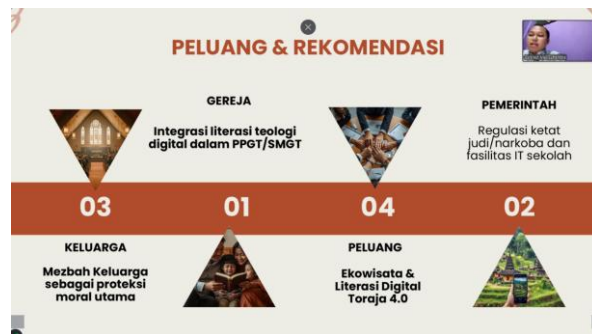 PELUANG & REKOMENDASI
GEREJA
Integrasi literasi teologi
digital dalam PPGT/SMGT
PEMERINTAH
Regulasi ketat
judi/narkoba dan
fasilitas IT sekolah
03
01
04
02
KELUARGA
Mezbah Keluarga
sebagai proteksi
moral utama
PELUANG
Ekowisata &
Literasi Digital
Toraja 4.0